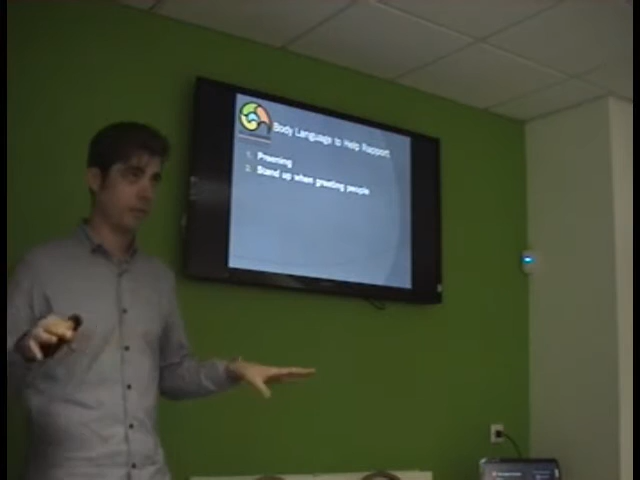 Body Language to Help Rapport
1. Preening
2. Stand up when greeting people